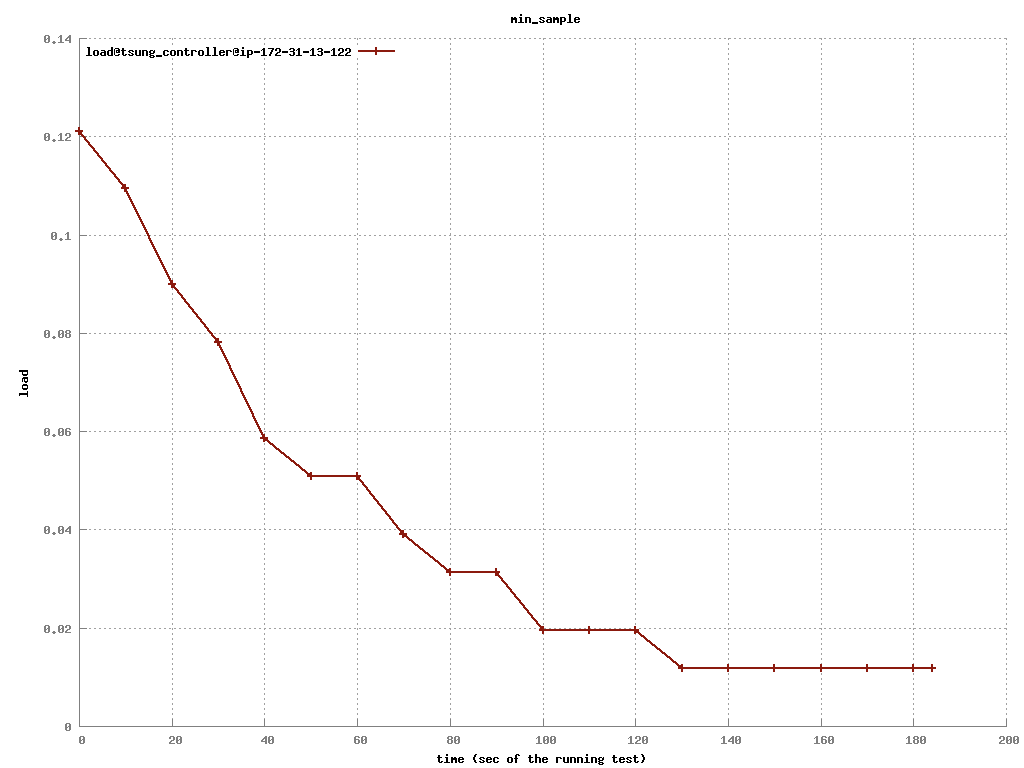 min_sample
load@tsung_controller@ip-172-31-13-122
0.14
0.12
0.1
0.08
0.06
0.04
0.02
0
load
0 20 40 60 80 100 120 140 160 180 200
time (sec of the running test)